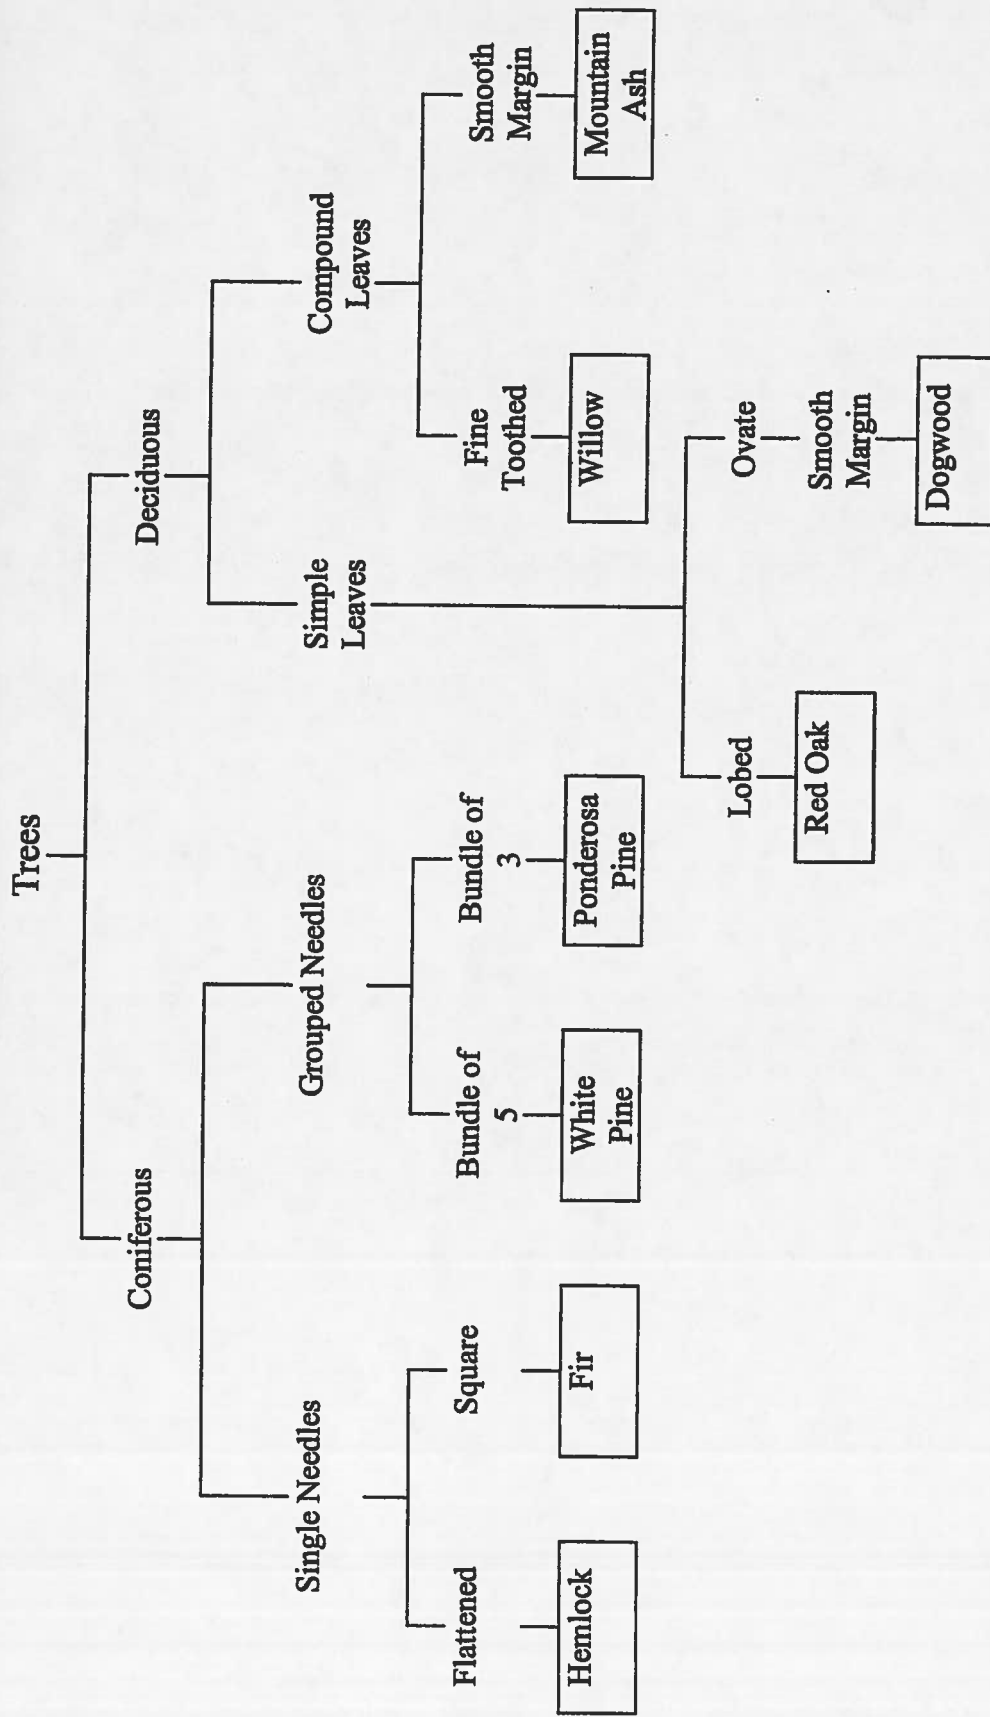 Trees
Coniferous
Deciduous
Single Needles
Grouped Needles
Simple
Leaves
Compound
Leaves
Flattened
Square
Bundle of
5
Bundle of
3
Fine
Toothed
Smooth
Margin
Hemlock
Fir
White
Pine
Ponderosa
Pine
Willow
Mountain
Ash
Lobed
Ovate
Red Oak
Smooth
Margin
Dogwood